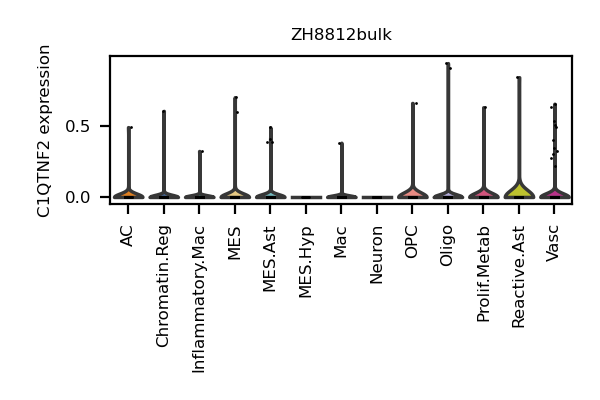 ZH8812bulk
C1QTNF2 expression
0.5
0.0
AC
Chromatin.Reg
Inflammatory.Mac
MES
MES.Ast
MES.Hyp
Mac
Neuron
OPC
Oligo
Prolif.Metab
Reactive.Ast
Vasc